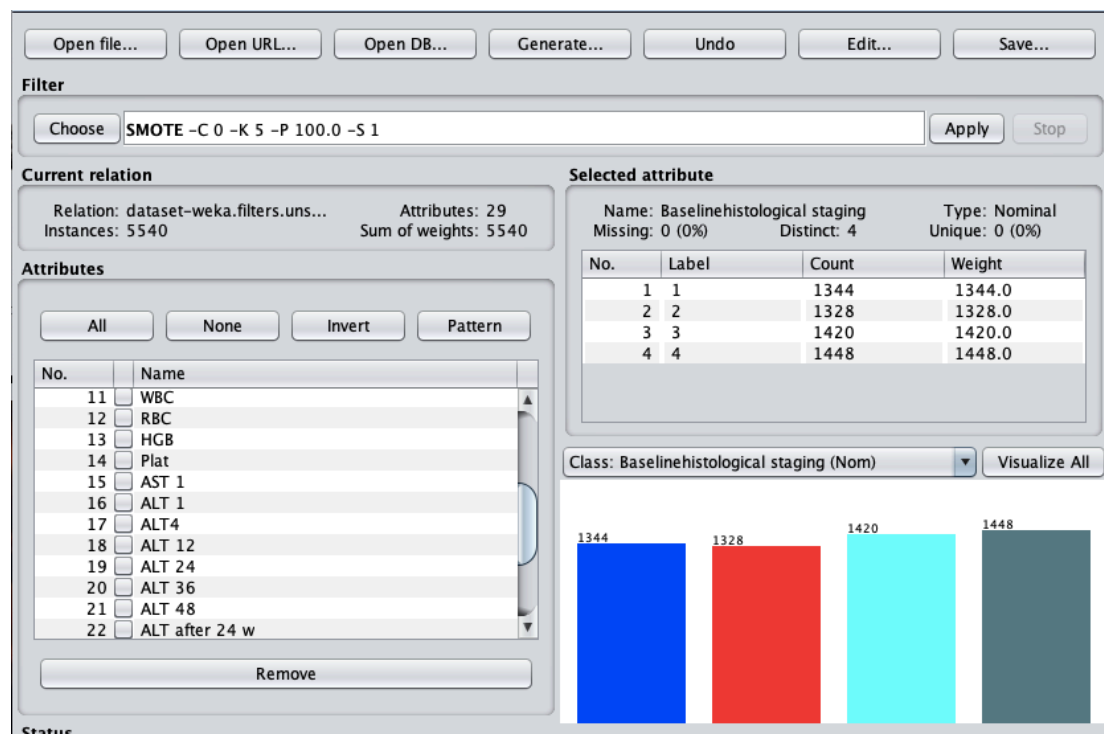 Open file... Open URL... Open DB... Generate... Undo Edit... Save...
Filter
Choose SMOTE -C 0 -K 5 -P 100.0 -S 1 Apply Stop
Current relation
Relation: dataset-weka.filters.uns... Attributes: 29
Instances: 5540 Sum of weights: 5540
Selected attribute
Name: Baselinehistological staging Type: Nominal
Missing: 0 (0%) Distinct: 4 Unique: 0 (0%)
No. Label Count Weight
1 1 1344 1344.0
2 2 1328 1328.0
3 3 1420 1420.0
4 4 1448 1448.0
Attributes
All None Invert Pattern
No. Name
11 WBC
12 RBC
13 HGB
14 Plat
15 AST 1
16 ALT 1
17 ALT4
18 ALT 12
19 ALT 24
20 ALT 36
21 ALT 48
22 ALT after 24 w
Remove
Class: Baselinehistological staging (Nom) Visualize All
1344 1328 1420 1448
Status